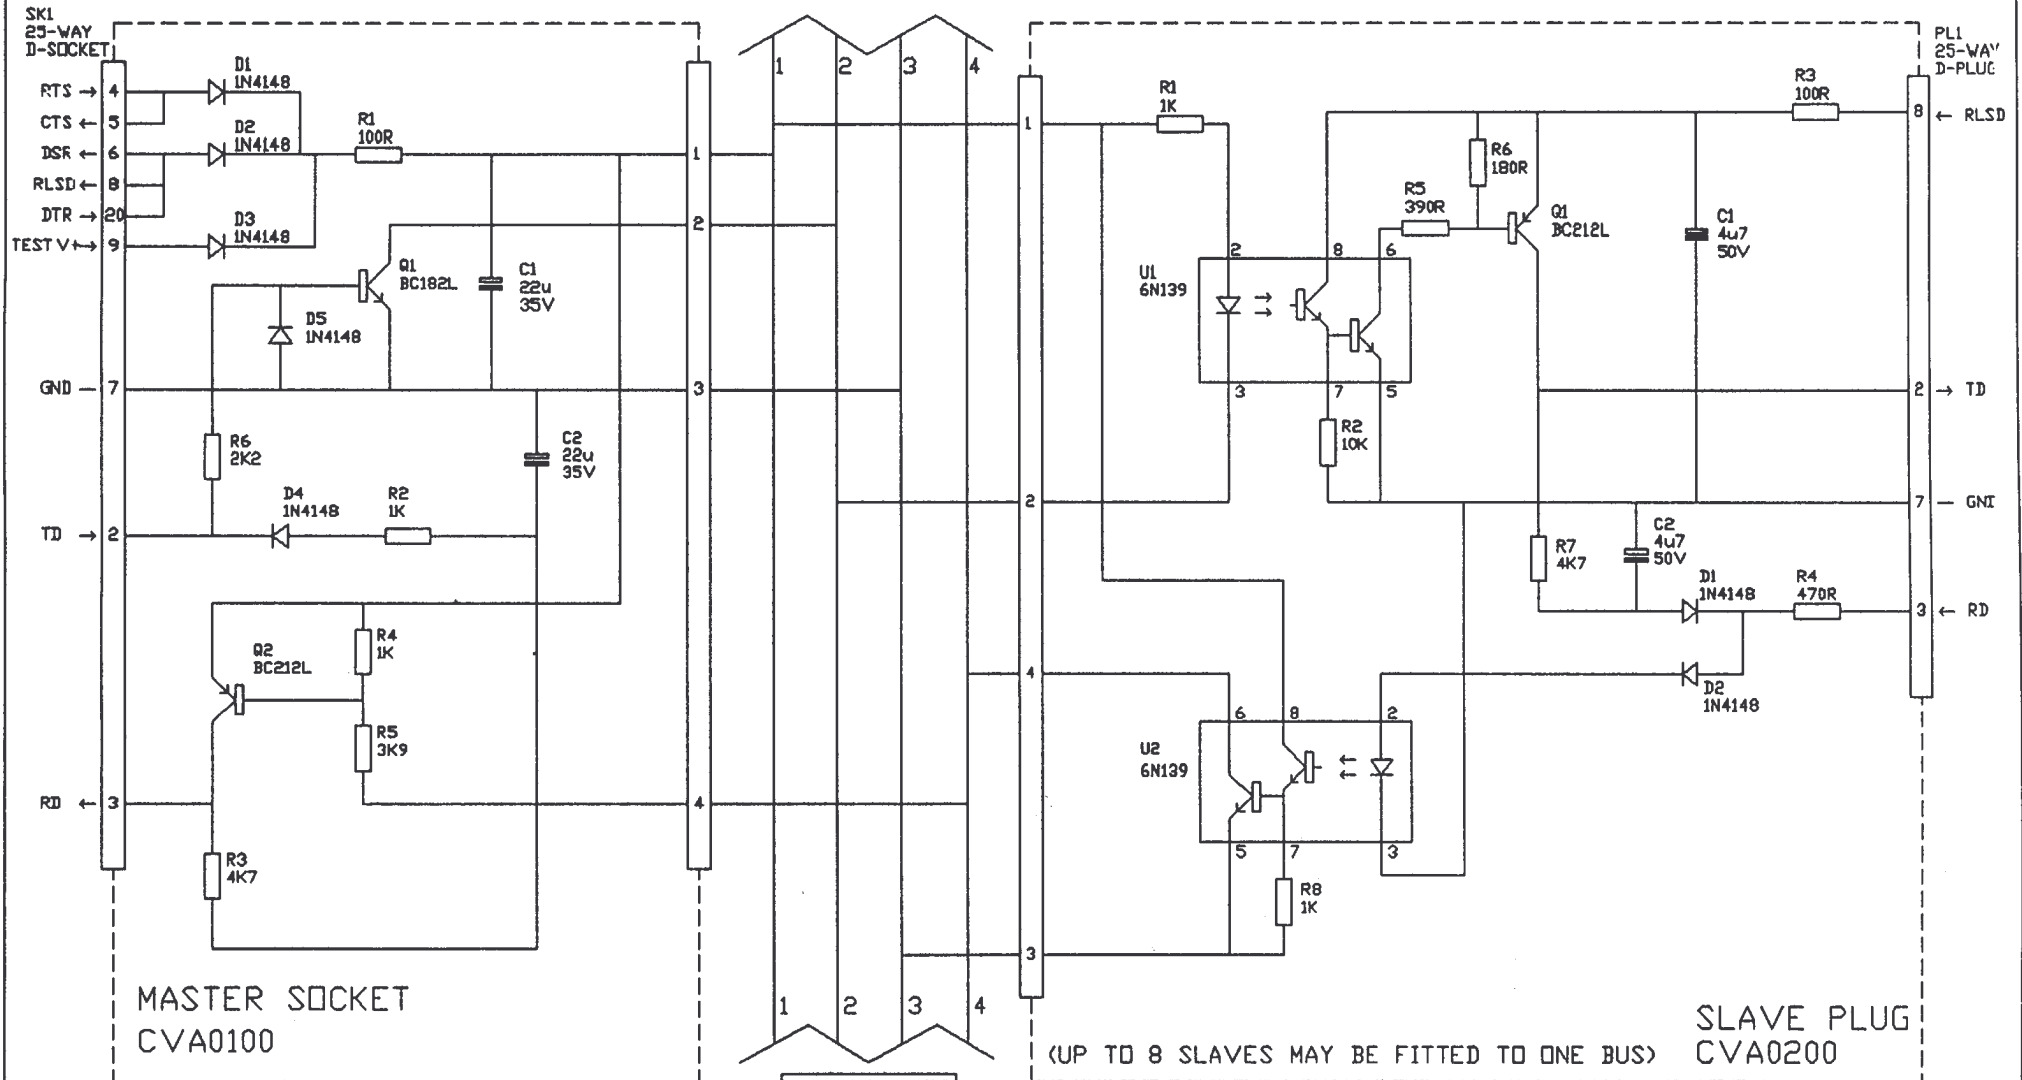 SK1
25-WAY
D-SOCKET
RTS → 4
CTS ← 5
DSR ← 6
RLSD ← 8
DTR → 20
TEST V+ → 9
GND — 7
TD → 2
RD ← 3
D1
1N4148
D2
1N4148
D3
1N4148
R1
100R
Q1
BC182L
C1
22u
35V
D5
1N4148
R6
2K2
D4
1N4148
R2
1K
C2
22u
35V
Q2
BC212L
R4
1K
R5
3K9
R3
4K7
1
2
3
4
MASTER SOCKET
CVA0100
1 2 3 4
1 2 3 4
1
2
4
3
R1
1K
U1
6N139
2 8 6
3 7 5
R2
10K
R5
390R
R6
180R
Q1
BC212L
C1
4u7
50V
R3
100R
R7
4K7
C2
4u7
50V
D1
1N4148
R4
470R
D2
1N4148
U2
6N139
6 8 2
5 7 3
R8
1K
PL1
25-WAY
D-PLUG
8 ← RLSD
2 → TD
7 — GND
3 ← RD
(UP TO 8 SLAVES MAY BE FITTED TO ONE BUS)
SLAVE PLUG
CVA0200